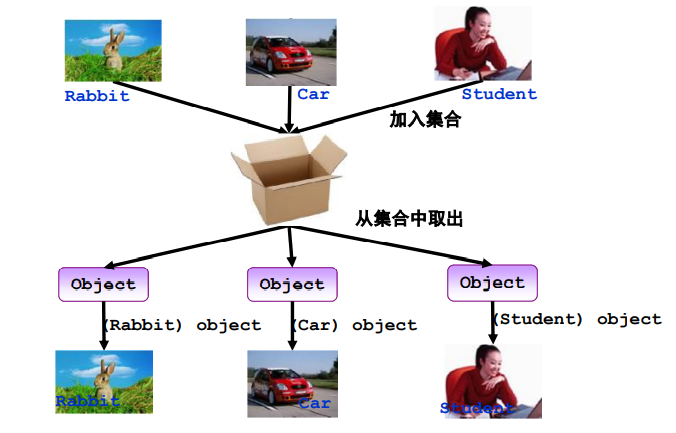 Rabbit
Car
Student
加入集合
从集合中取出
Object
Object
Object
(Rabbit) object
(Car) object
(Student) object
Rabbit
Car
Student